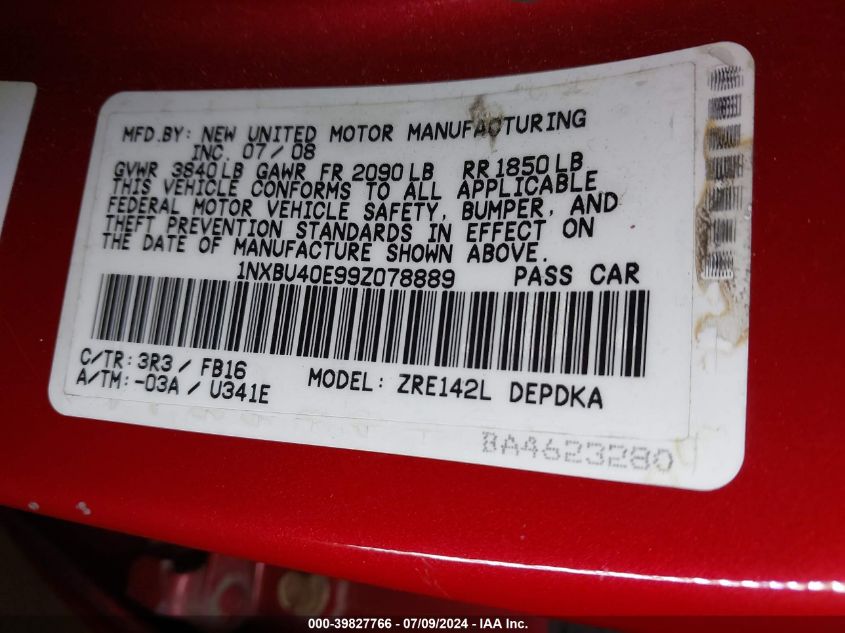 MFD.BY: NEW UNITED MOTOR MANUFACTURING
INC. 07/08
GVWR 3840LB GAWR FR 2090LB RR 1850LB
THIS VEHICLE CONFORMS TO ALL APPLICABLE
FEDERAL MOTOR VEHICLE SAFETY, BUMPER, AND
THEFT PREVENTION STANDARDS IN EFFECT ON
THE DATE OF MANUFACTURE SHOWN ABOVE.
1NXBU40E99Z078889 PASS CAR
C/TR: 3R3 / FB16
A/TM: -03A / U341E
MODEL: ZRE142L DEPDKA
BA4623280
000-39827766 - 07/09/2024 - IAA Inc.